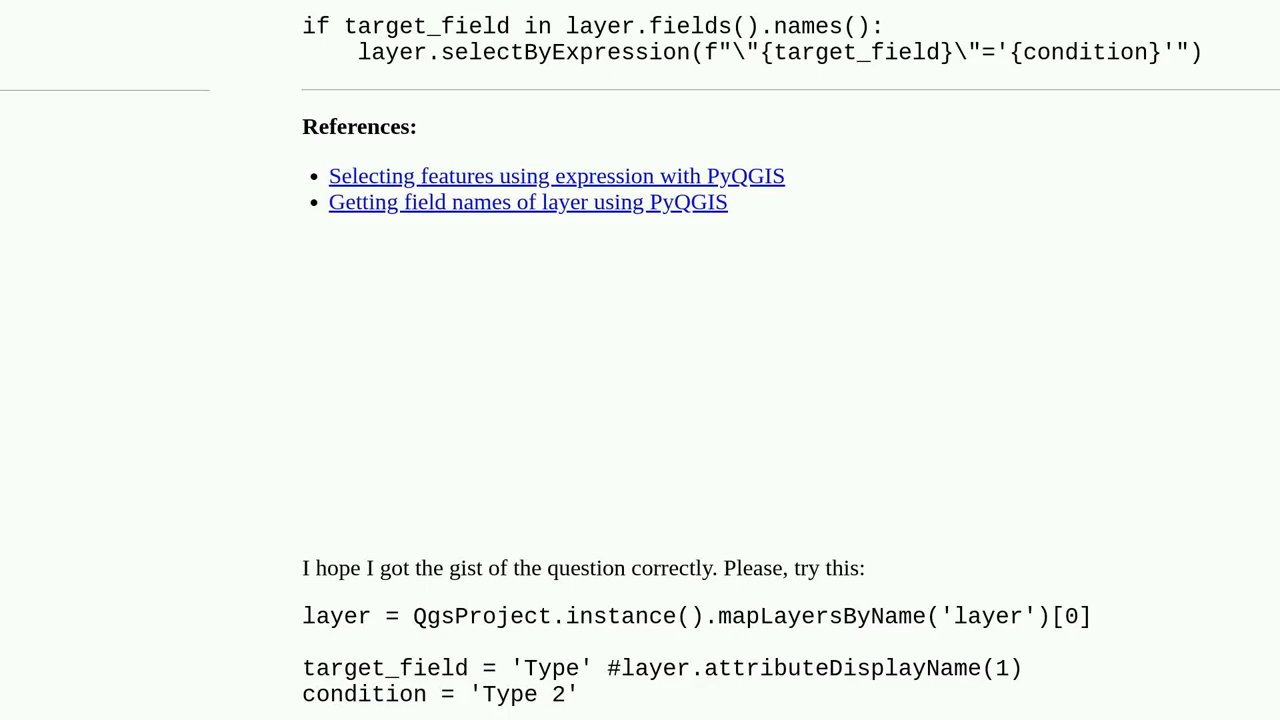 if target_field in layer.fields().names():
    layer.selectByExpression(f"\"{target_field}\"='{condition}'")
References:
• Selecting features using expression with PyQGIS
• Getting field names of layer using PyQGIS
I hope I got the gist of the question correctly. Please, try this:
layer = QgsProject.instance().mapLayersByName('layer')[0]
target_field = 'Type' #layer.attributeDisplayName(1)
condition = 'Type 2'